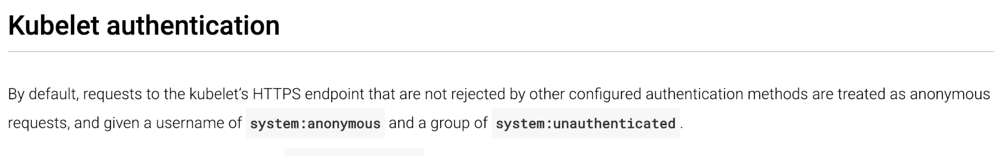 Kubelet authentication
By default, requests to the kubelet’s HTTPS endpoint that are not rejected by other configured authentication methods are treated as anonymous
requests, and given a username of system:anonymous and a group of system:unauthenticated.